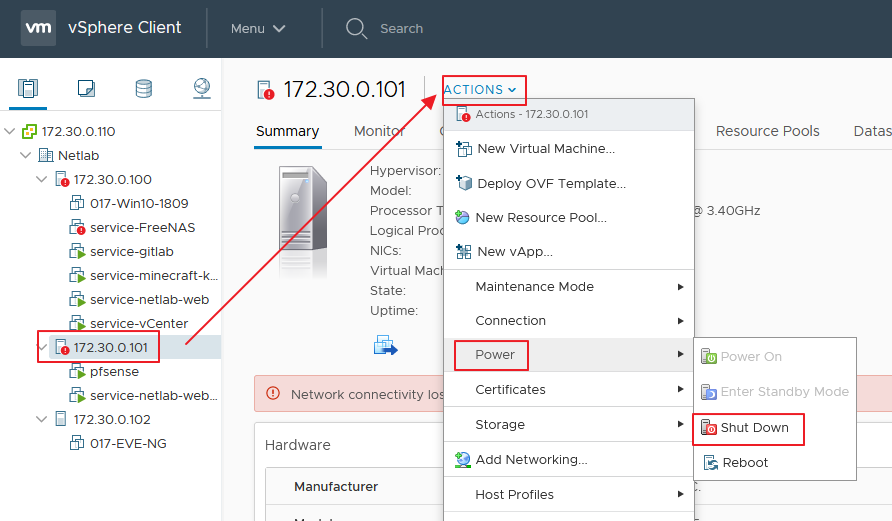 vm vSphere Client Menu Search
172.30.0.101 ACTIONS
Summary Monitor Resource Pools Datas
172.30.0.110
Netlab
172.30.0.100
017-Win10-1809
service-FreeNAS
service-gitlab
service-minecraft-k...
service-netlab-web
service-vCenter
172.30.0.101
pfsense
service-netlab-web...
172.30.0.102
017-EVE-NG
Hypervisor:
Model:
Processor T
@ 3.40GHz
Logical Proc
NICs:
Virtual Mach
State:
Uptime:
Network connectivity los
Hardware
Manufacturer
C.
Model
Actions - 172.30.0.101
New Virtual Machine...
Deploy OVF Template...
New Resource Pool...
New vApp...
Maintenance Mode
Connection
Power
Certificates
Storage
Add Networking...
Host Profiles
Power On
Enter Standby Mode
Shut Down
Reboot